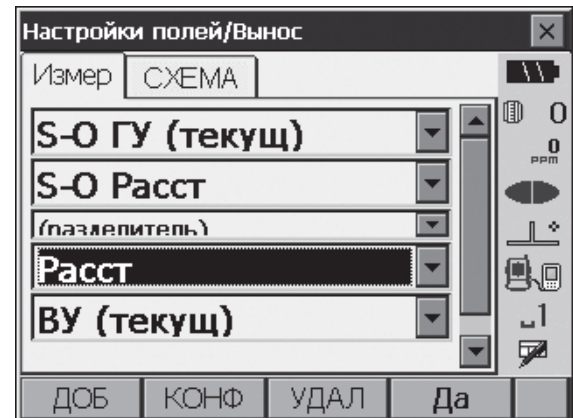 Настройки полей/Вынос
Измер СХЕМА
S-O ГУ (текущ)
0
S-O Расст
0
PPM
(разделитель)
Расст
ВУ (текущ)
1
ДОБ КОНФ УДАЛ Да